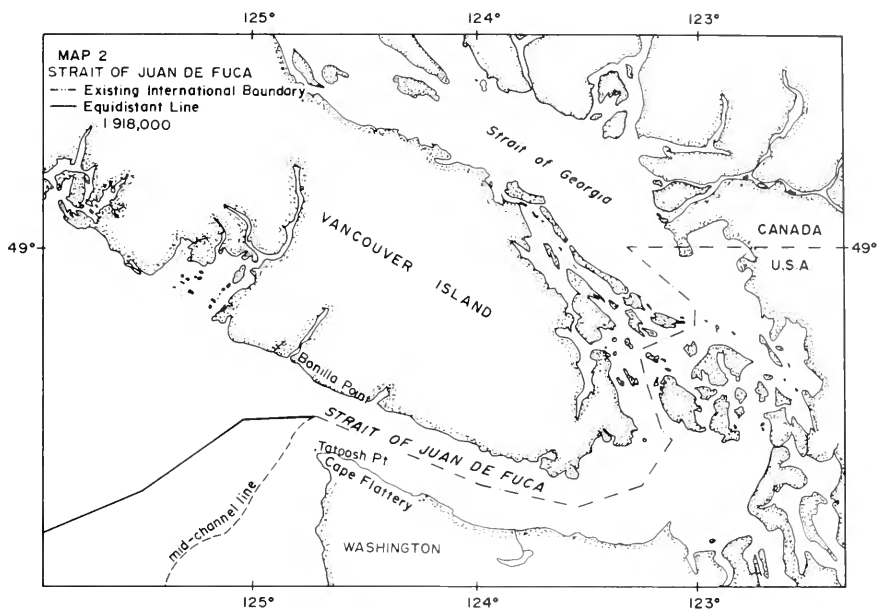 125° 124° 123°
MAP 2
STRAIT OF JUAN DE FUCA
Existing International Boundary
Equidistant Line
1 918,000
Strait of Georgia
CANADA
49° 49°
U.S.A.
VANCOUVER ISLAND
Bonilla Point
STRAIT OF JUAN DE FUCA
Tatoosh Pt
Cape Flattery
mid-channel line
WASHINGTON
125° 124° 123°